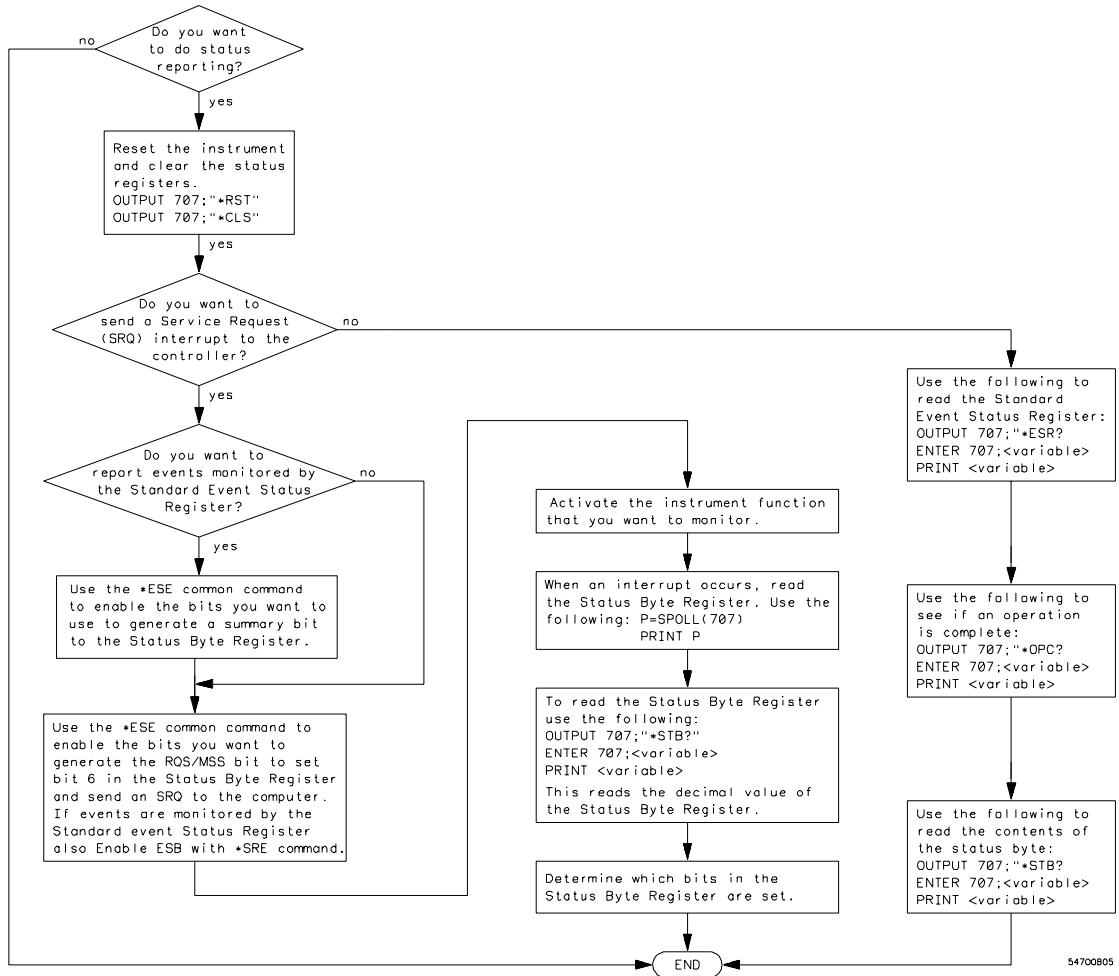 Do you want
to do status
reporting?
no
yes
Reset the instrument
and clear the status
registers.
OUTPUT 707;"*RST"
OUTPUT 707;"*CLS"
yes
Do you want to
send a Service Request
(SRQ) interrupt to the
controller?
no
yes
Do you want to
report events monitored by
the Standard Event Status
Register?
no
yes
Use the *ESE common command
to enable the bits you want to
use to generate a summary bit
to the Status Byte Register.
Use the *ESE common command to
enable the bits you want to
generate the RQS/MSS bit to set
bit 6 in the Status Byte Register
and send an SRQ to the computer.
If events are monitored by the
Standard event Status Register
also Enable ESB with *SRE command.
Activate the instrument function
that you want to monitor.
When an interrupt occurs, read
the Status Byte Register. Use the
following: P=SPOLL(707)
PRINT P
To read the Status Byte Register
use the following:
OUTPUT 707;"*STB?"
ENTER 707;<variable>
PRINT <variable>
This reads the decimal value of
the Status Byte Register.
Determine which bits in the
Status Byte Register are set.
Use the following to
read the Standard
Event Status Register:
OUTPUT 707;"*ESR?
ENTER 707;<variable>
PRINT <variable>
Use the following to
see if an operation
is complete:
OUTPUT 707;"*OPC?
ENTER 707;<variable>
PRINT <variable>
Use the following to
read the contents of
the status byte:
OUTPUT 707;"*STB?
ENTER 707;<variable>
PRINT <variable>
END
54700B05